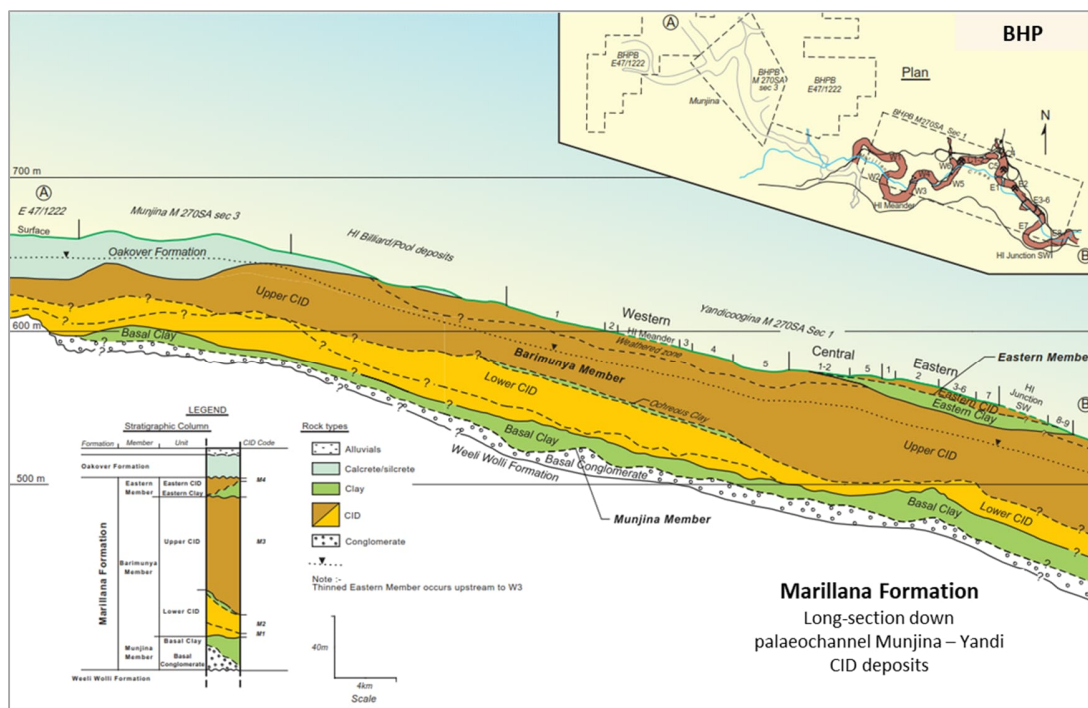 BHP
A
BHPB
E47/1222
BHPB
M 270SA
sec 3
BHPB
E47/1222
Plan
Munjina
BHPB M270SA Sec 1
N
W2
W3
W4
W5
W6
C5
E1
E2
E3-6
E7
E8
HI Meander
HI Junction SW
B
700 m
A
E 47/1222
Surface
Munjina M 270SA sec 3
Oakover Formation
HI Billiard/Pool deposits
Upper CID
600 m
Basal Clay
1
2
Western
HI Meander
3
4
5
Weathered zone
Yandicoogina M 270SA Sec 1
Central
1-2
5
1
2
Eastern
3-6
7
HI
Junction
SW
8-9
B
Eastern Member
Eastern CID
Eastern Clay
Barimunya
Member
Lower CID
Ochreous Clay
Upper CID
Basal Clay
Basal Conglomerate
Weeli Wolli Formation
500 m
Munjina Member
Basal Clay
Lower CID
LEGEND
Stratigraphic Column
Formation
Member
Unit
CID Code
Oakover Formation
Marillana Formation
Eastern
Member
Eastern CID
Eastern Clay
M4
Upper CID
M3
Barimunya
Member
Lower CID
M2
M1
Munjina
Member
Basal Clay
Basal
Conglomerate
Weeli Wolli Formation
Rock types
Alluvials
Calcrete/silcrete
Clay
CID
Conglomerate
Note :-
Thinned Eastern Member occurs upstream to W3
40m
4km
Scale
Marillana Formation
Long-section down
palaeochannel Munjina – Yandi
CID deposits